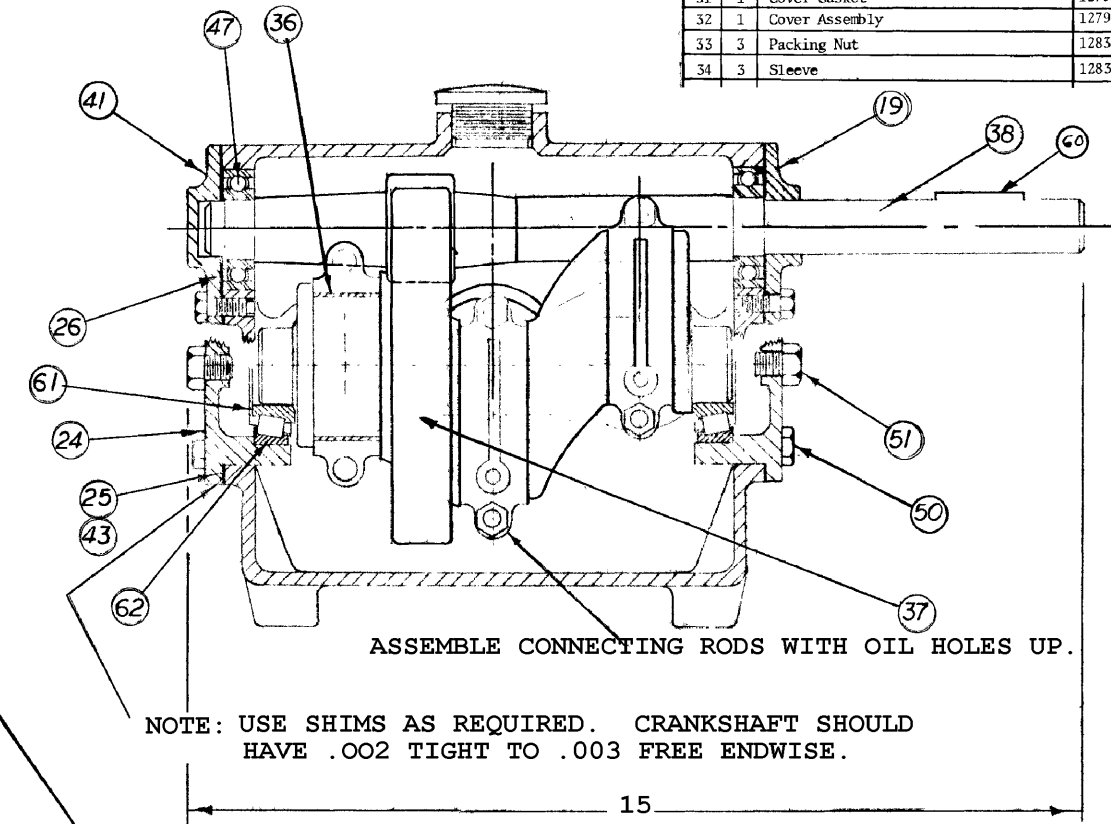 32 1 Cover Assembly 1279
33 3 Packing Nut 1283
34 3 Sleeve 1283
47
36
41
19
38
60
26
61
24
51
25
43
50
62
37
ASSEMBLE CONNECTING RODS WITH OIL HOLES UP.
NOTE: USE SHIMS AS REQUIRED. CRANKSHAFT SHOULD
HAVE .002 TIGHT TO .003 FREE ENDWISE.
15